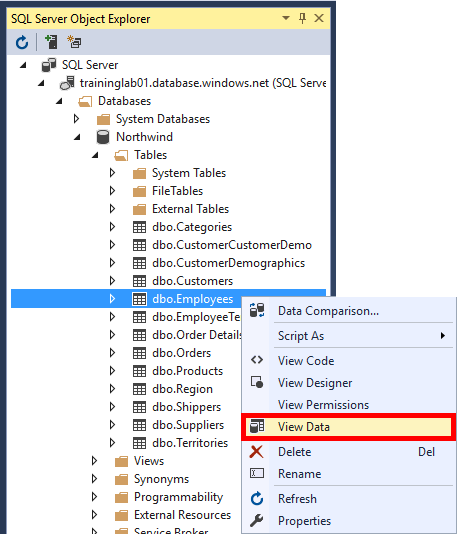 SQL Server Object Explorer
SQL Server
traininglab01.database.windows.net (SQL Serve
Databases
System Databases
Northwind
Tables
System Tables
FileTables
External Tables
dbo.Categories
dbo.CustomerCustomerDemo
dbo.CustomerDemographics
dbo.Customers
dbo.Employees
dbo.EmployeeTe
dbo.Order Details
dbo.Orders
dbo.Products
dbo.Region
dbo.Shippers
dbo.Suppliers
dbo.Territories
Views
Synonyms
Programmability
External Resources
Service Broker
Data Comparison...
Script As
View Code
View Designer
View Permissions
View Data
Delete Del
Rename
Refresh
Properties